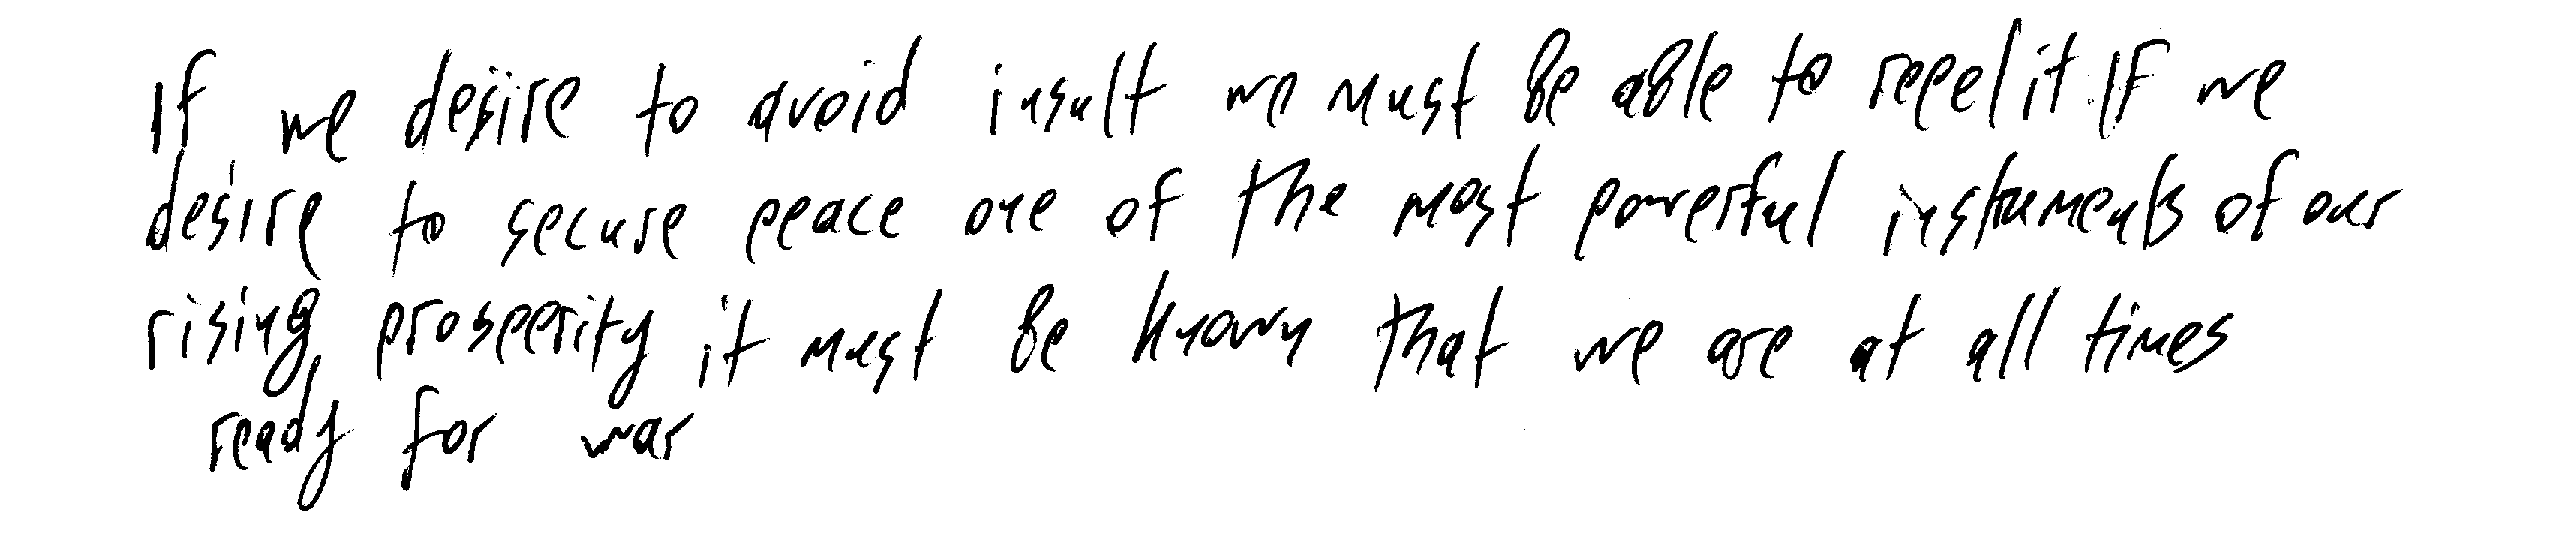 If we desire to avoid insult we must be able to repel it If we
desire to secure peace one of the most powerful instruments of our
rising prosperity it must be known that we are at all times
ready for war